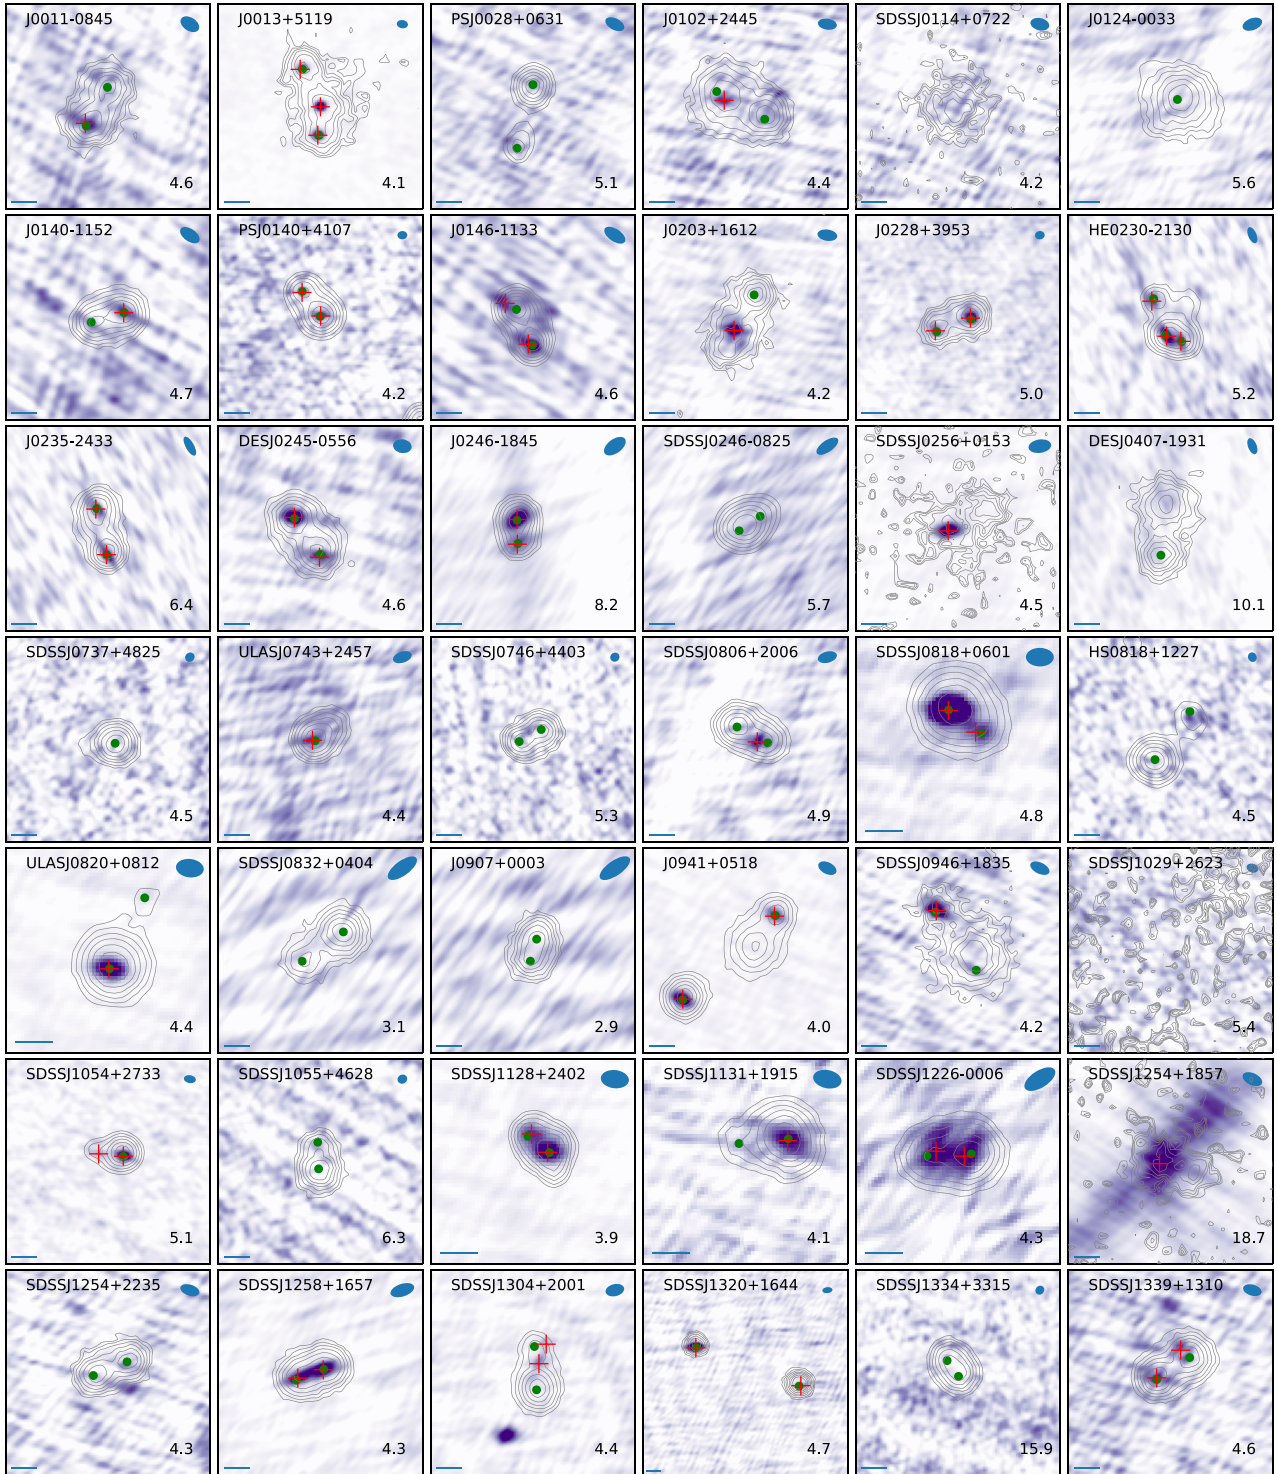 J0011-0845 J0013+5119 PSJ0028+0631 J0102+2445 SDSSJ0114+0722 J0124-0033
4.6 4.1 5.1 4.4 4.2 5.6
J0140-1152 PSJ0140+4107 J0146-1133 J0203+1612 J0228+3953 HE0230-2130
4.7 4.2 4.6 4.2 5.0 5.2
J0235-2433 DESJ0245-0556 J0246-1845 SDSSJ0246-0825 SDSSJ0256+0153 DESJ0407-1931
6.4 4.6 8.2 5.7 4.5 10.1
SDSSJ0737+4825 ULASJ0743+2457 SDSSJ0746+4403 SDSSJ0806+2006 SDSSJ0818+0601 HS0818+1227
4.5 4.4 5.3 4.9 4.8 4.5
ULASJ0820+0812 SDSSJ0832+0404 J0907+0003 J0941+0518 SDSSJ0946+1835 SDSSJ1029+2623
4.4 3.1 2.9 4.0 4.2 5.4
SDSSJ1054+2733 SDSSJ1055+4628 SDSSJ1128+2402 SDSSJ1131+1915 SDSSJ1226-0006 SDSSJ1254+1857
5.1 6.3 3.9 4.1 4.3 18.7
SDSSJ1254+2235 SDSSJ1258+1657 SDSSJ1304+2001 SDSSJ1320+1644 SDSSJ1334+3315 SDSSJ1339+1310
4.3 4.3 4.4 4.7 15.9 4.6